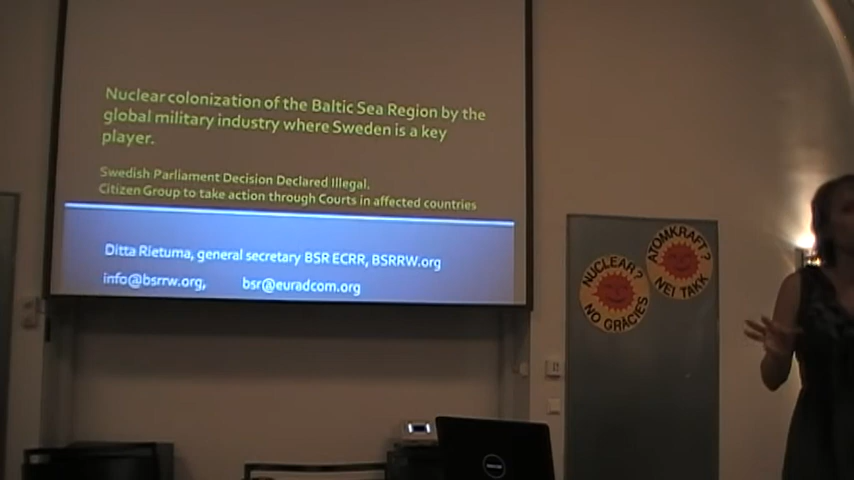 Nuclear colonization of the Baltic Sea Region by the
global military industry where Sweden is a key
player.
Swedish Parliament Decision Declared Illegal.
Citizen Group to take action through Courts in affected countries
Ditta Rietuma, general secretary BSR ECRR, BSRRW.org
info@bsrrw.org, bsr@euradcom.org
NUCLEAR?
NO GRÀCIES
ATOMKRAFT?
NEI TAKK
DELL